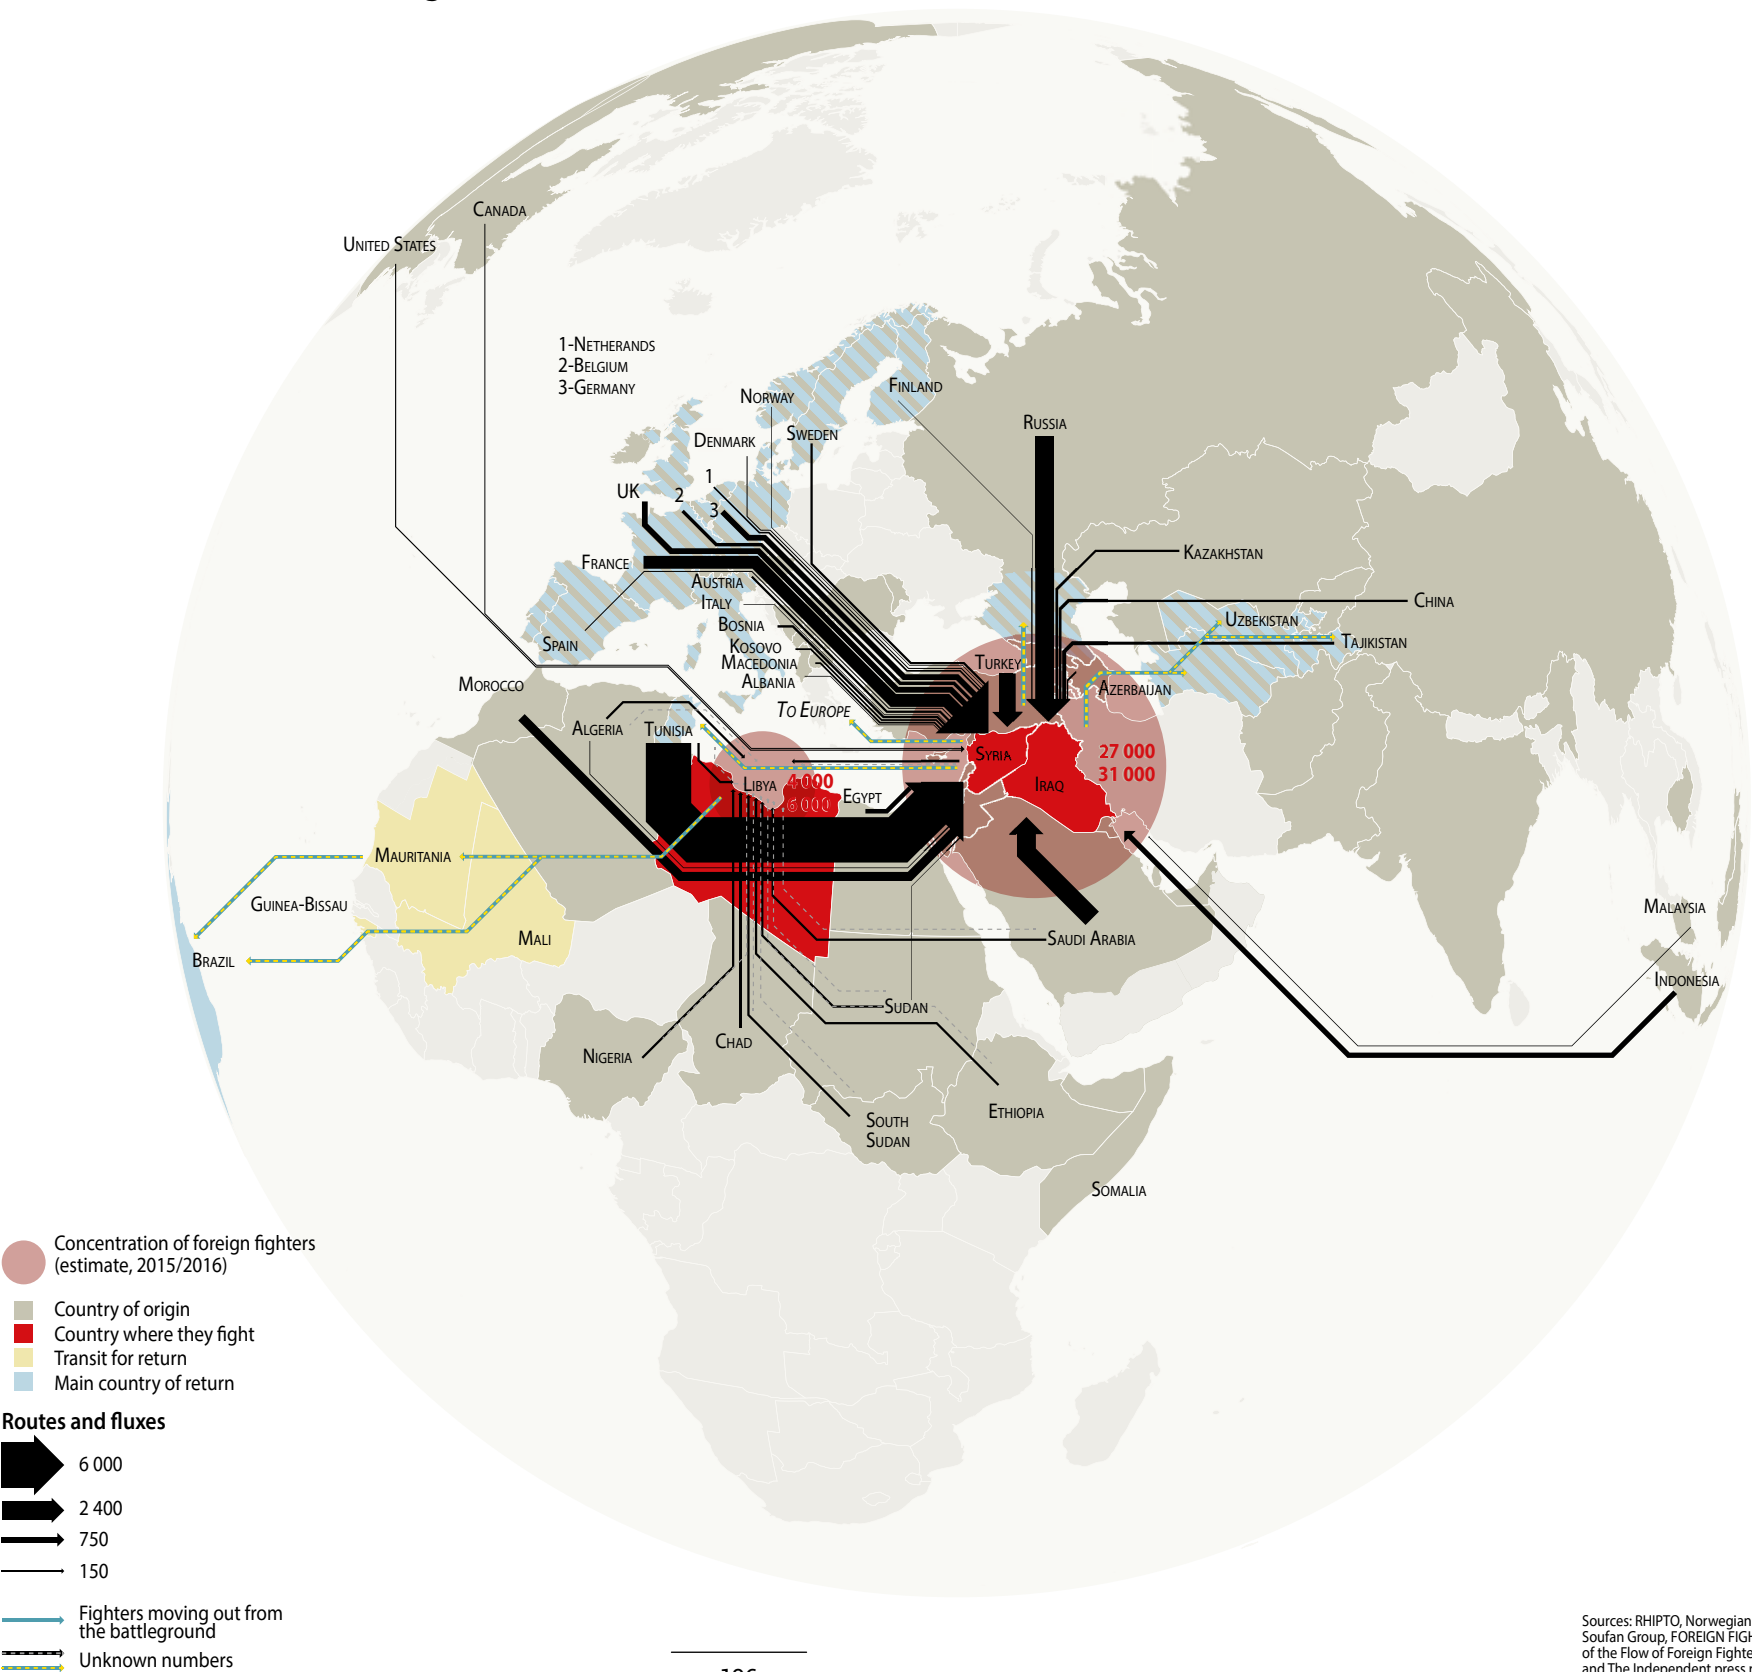 CANADA
UNITED STATES
1-NETHERANDS
2-BELGIUM
3-GERMANY
NORWAY
FINLAND
DENMARK
SWEDEN
RUSSIA
1
UK
2
3
FRANCE
KAZAKHSTAN
AUSTRIA
ITALY
CHINA
BOSNIA
UZBEKISTAN
SPAIN
KOSOVO
TAJIKISTAN
MACEDONIA
TURKEY
ALBANIA
MOROCCO
AZERBAIJAN
TO EUROPE
ALGERIA
TUNISIA
SYRIA
27 000
31 000
LIBYA
4 000
6 000
EGYPT
IRAQ
MAURITANIA
GUINEA-BISSAU
MALAYSIA
MALI
SAUDI ARABIA
BRAZIL
INDONESIA
SUDAN
CHAD
NIGERIA
ETHIOPIA
SOUTH
SUDAN
SOMALIA
Concentration of foreign fighters
(estimate, 2015/2016)
Country of origin
Country where they fight
Transit for return
Main country of return
Routes and fluxes
6 000
2 400
750
150
Fighters moving out from
the battleground
Unknown numbers
Sources: RHIPTO, Norwegian
Soufan Group, FOREIGN FIGH
of the Flow of Foreign Fighte
and The Independent press r